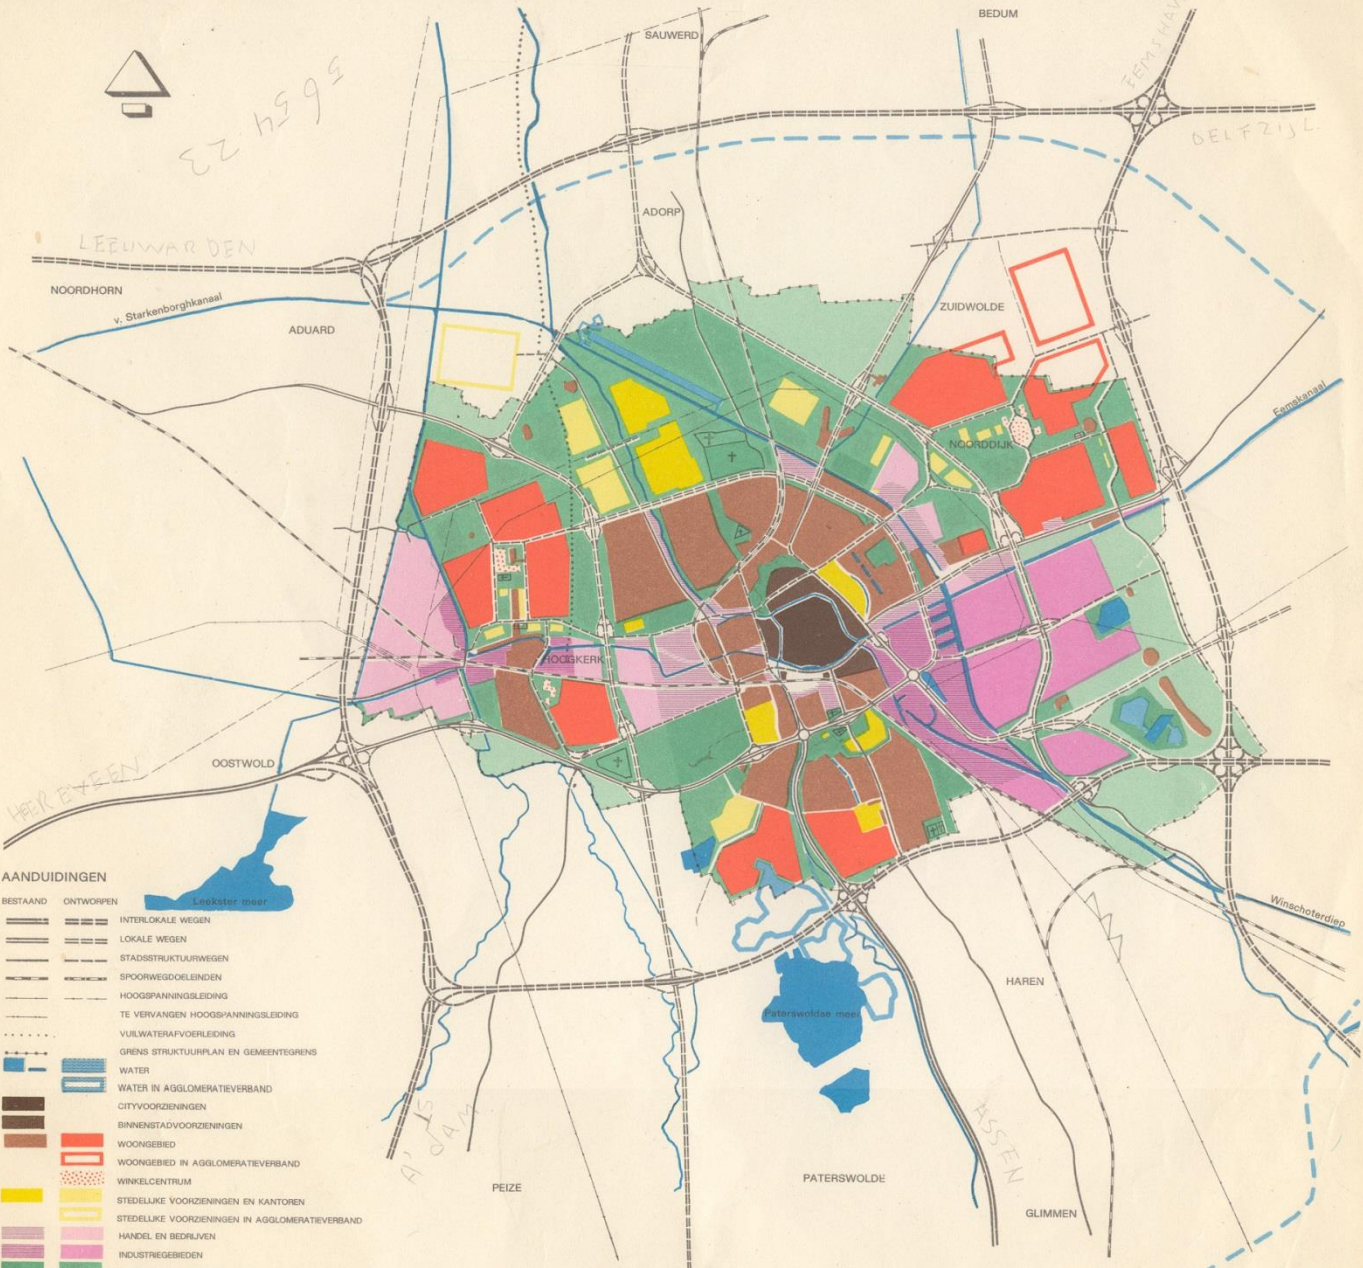 BEDUM
SAUWERD
EEMSHAV
DELFZIJL
5654 23
ADORP
LEEUWARDEN
NOORDHORN
v. Starkenborghkanaal
ADUARD
ZUIDWOLDE
Eemskanaal
NOORDDIJK
HOOGKERK
OOSTWOLD
HEEREVEEN
Leekster meer
Winschoterdiep
HAREN
Paterswoldse meer
ASSEN
A'DAM
PEIZE
PATERSWOLDE
GLIMMEN
AANDUIDINGEN
BESTAAND ONTWORPEN
INTERLOKALE WEGEN
LOKALE WEGEN
STADSSTRUKTUURWEGEN
SPOORWEGDOELEINDEN
HOOGSPANNINGSLEIDING
TE VERVANGEN HOOGSPANNINGSLEIDING
VUILWATERAFVOERLEIDING
GRENS STRUKTUURPLAN EN GEMEENTEGRENS
WATER
WATER IN AGGLOMERATIEVERBAND
CITYVOORZIENINGEN
BINNENSTADVOORZIENINGEN
WOONGEBIED
WOONGEBIED IN AGGLOMERATIEVERBAND
WINKELCENTRUM
STEDELIJKE VOORZIENINGEN EN KANTOREN
STEDELIJKE VOORZIENINGEN IN AGGLOMERATIEVERBAND
HANDEL EN BEDRIJVEN
INDUSTRIEGEBIEDEN